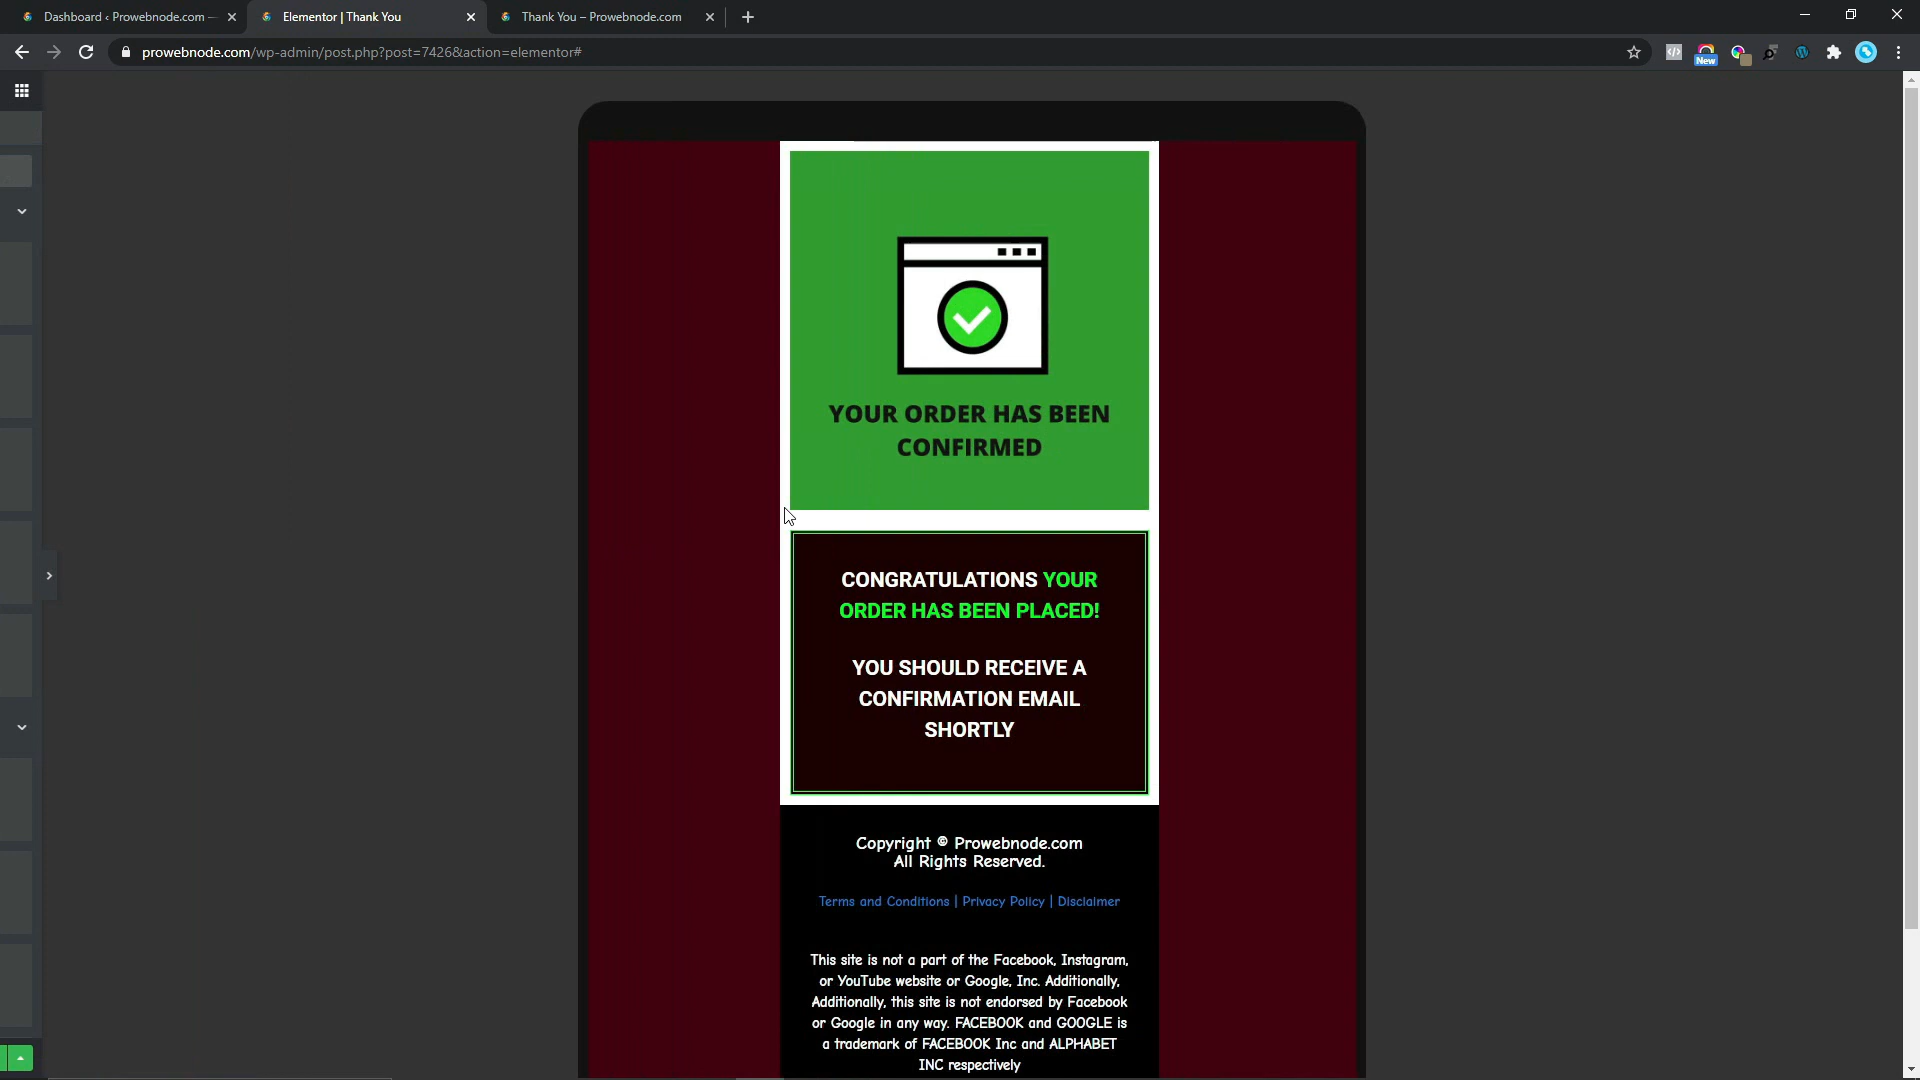 Dashboard ‹ Prowebnode.com —
Elementor | Thank You
Thank You – Prowebnode.com
prowebnode.com/wp-admin/post.php?post=7426&action=elementor#
New
YOUR ORDER HAS BEEN
CONFIRMED
CONGRATULATIONS YOUR
ORDER HAS BEEN PLACED!
YOU SHOULD RECEIVE A
CONFIRMATION EMAIL
SHORTLY
Copyright © Prowebnode.com
All Rights Reserved.
Terms and Conditions | Privacy Policy | Disclaimer
This site is not a part of the Facebook, Instagram,
or YouTube website or Google, Inc. Additionally,
Additionally, this site is not endorsed by Facebook
or Google in any way. FACEBOOK and GOOGLE is
a trademark of FACEBOOK Inc and ALPHABET
INC respectively